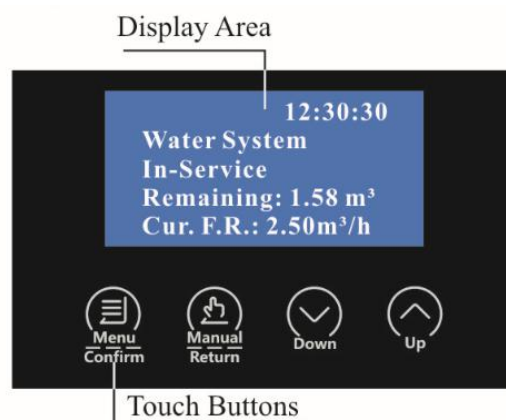 Display Area
12:30:30
Water System
In-Service
Remaining: 1.58 m³
Cur. F.R.: 2.50m³/h
Menu
Confirm
Manual
Return
Down
Up
Touch Buttons